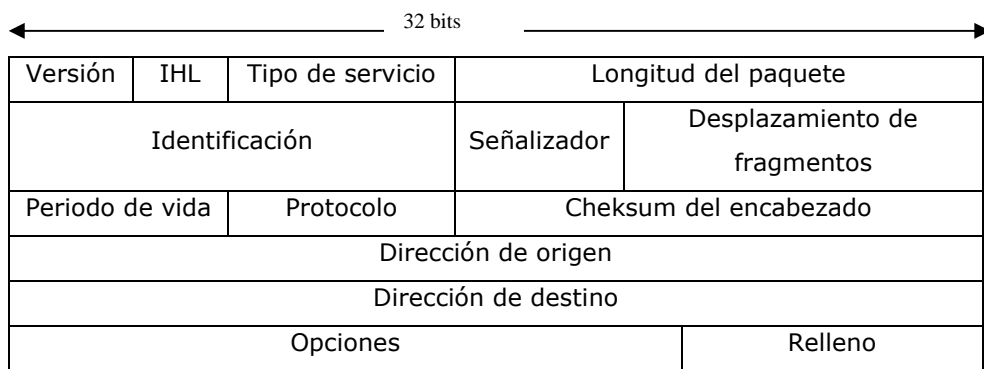 32 bits
Versión IHL Tipo de servicio Longitud del paquete
Identificación Señalizador Desplazamiento de
fragmentos
Periodo de vida Protocolo Cheksum del encabezado
Dirección de origen
Dirección de destino
Opciones Relleno